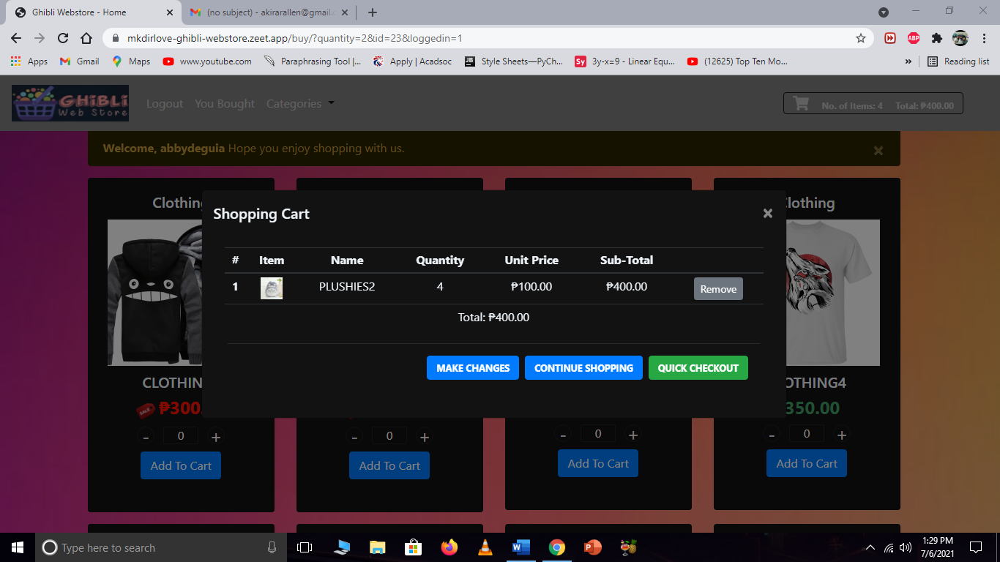 Ghibli Webstore - Home
(no subject) - akirarallen@gmail.
mkdirlove-ghibli-webstore.zeet.app/buy/?quantity=2&id=23&loggedin=1
ABP
Apps Gmail Maps www.youtube.com Paraphrasing Tool |... Apply | Acadsoc Style Sheets—PyCh... Sy 3y-x=9 - Linear Equ... (12625) Top Ten Mo... » Reading list
GHiBLi
Web Store
Logout You Bought Categories
No. of Items: 4 Total: ₱400.00
Welcome, abbydeguia Hope you enjoy shopping with us. ×
Clothing
lothing
Shopping Cart ×
# Item Name Quantity Unit Price Sub-Total
1 PLUSHIES2 4 ₱100.00 ₱400.00 Remove
Total: ₱400.00
MAKE CHANGES CONTINUE SHOPPING QUICK CHECKOUT
CLOTHIN OTHING4
SALE ₱300. 350.00
- 0 + - 0 + - 0 + - 0 +
Add To Cart Add To Cart Add To Cart Add To Cart
Type here to search
1:29 PM
7/6/2021